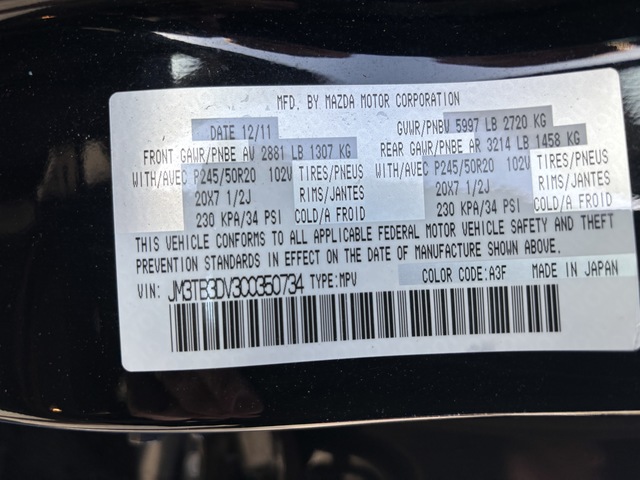 MFD. BY MAZDA MOTOR CORPORATION
DATE 12/11 GVWR/PNBV 5997 LB 2720 KG
FRONT GAWR/PNBE AV 2881 LB 1307 KG REAR GAWR/PNBE AR 3214 LB 1458 KG
WITH/AVEC P245/50R20 102V TIRES/PNEUS WITH/AVEC P245/50R20 102V TIRES/PNEUS
20X7 1/2J RIMS/JANTES 20X7 1/2J RIMS/JANTES
230 KPA/34 PSI COLD/A FROID 230 KPA/34 PSI COLD/A FROID
THIS VEHICLE CONFORMS TO ALL APPLICABLE FEDERAL MOTOR VEHICLE SAFETY AND THEFT
PREVENTION STANDARDS IN EFFECT ON THE DATE OF MANUFACTURE SHOWN ABOVE.
VIN: JM3TB3DV3C0350734 TYPE:MPV COLOR CODE:A3F MADE IN JAPAN